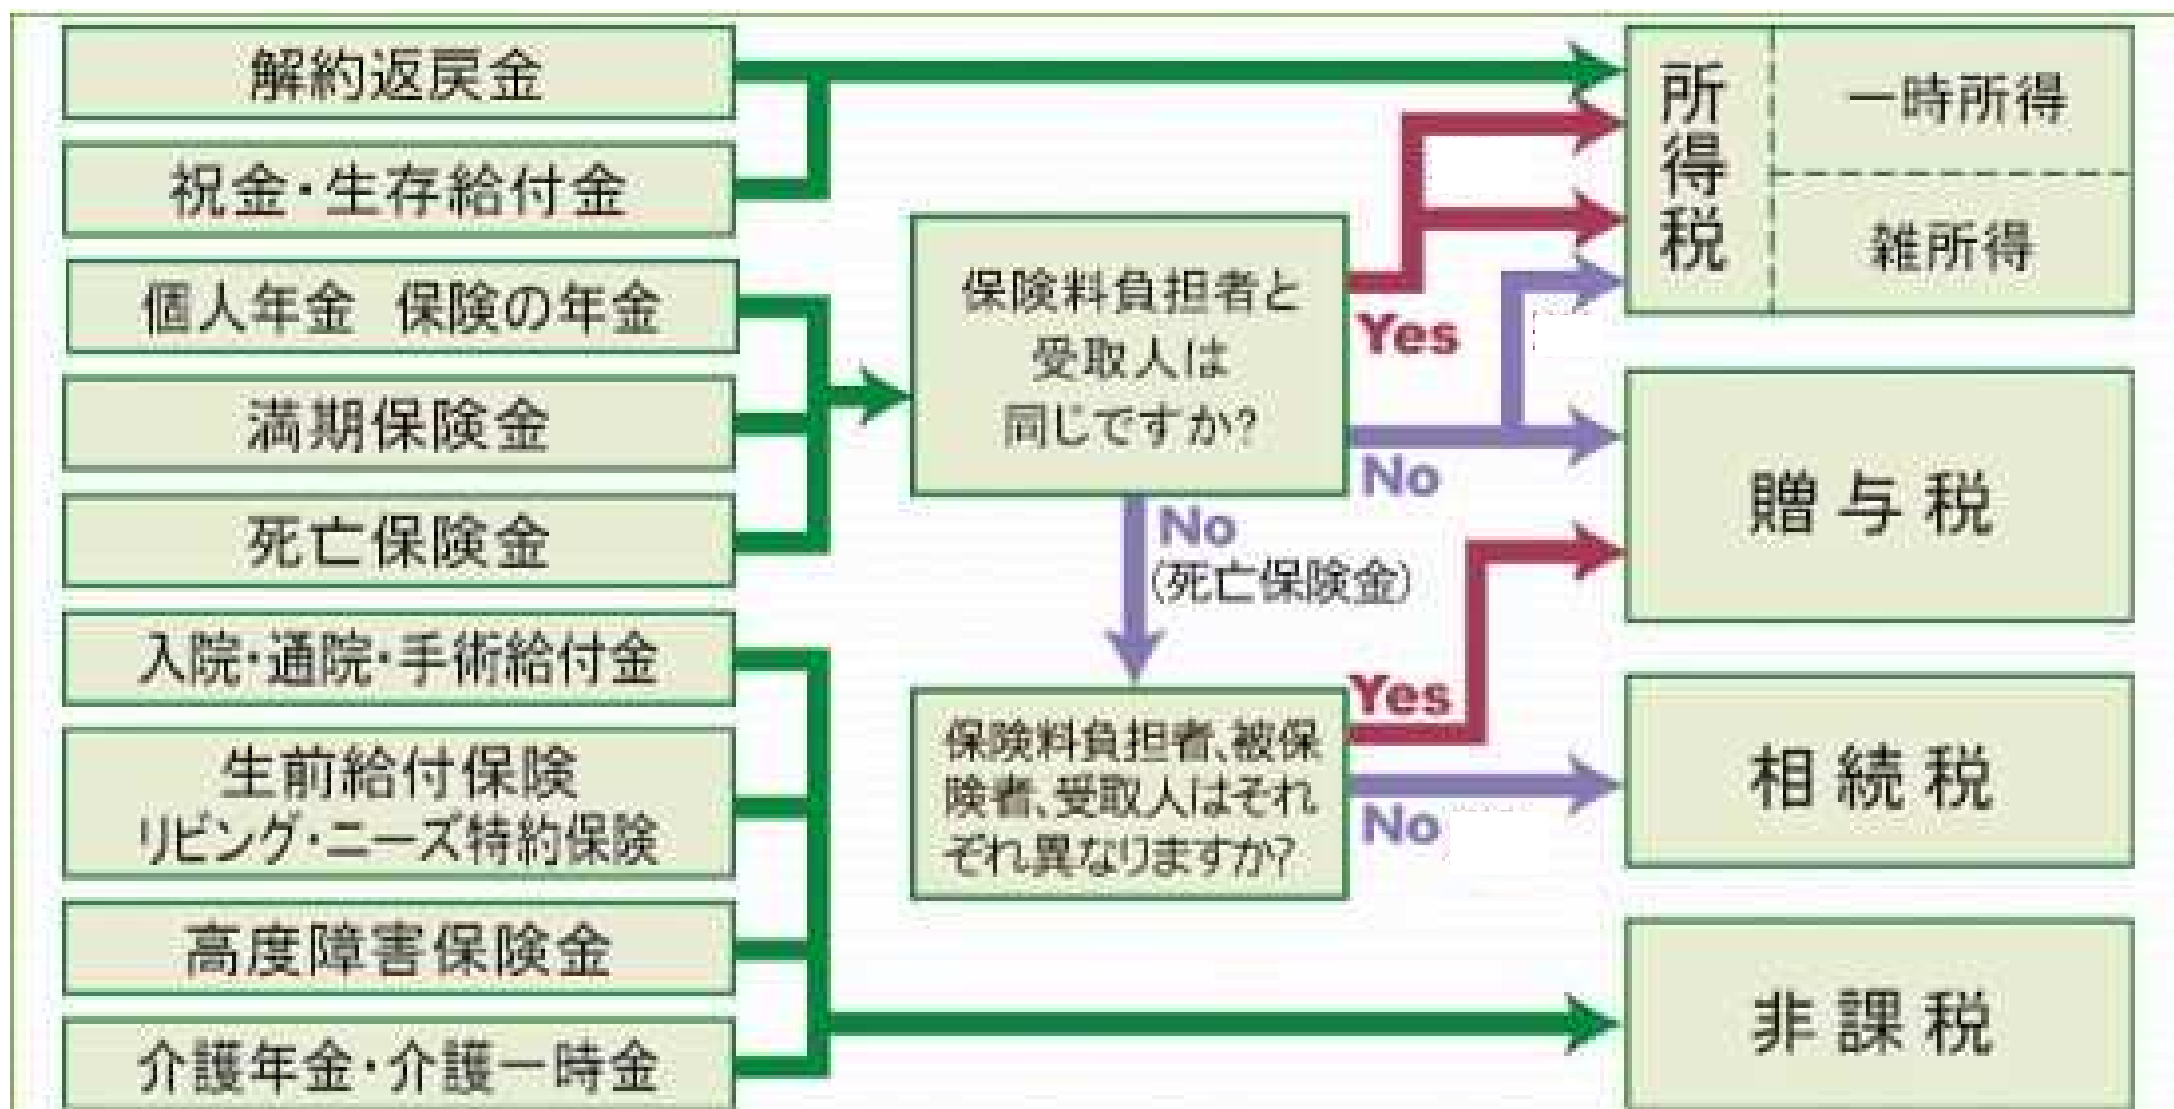 解約返戻金
祝金・生存給付金
個人年金 保険の年金
満期保険金
死亡保険金
入院・通院・手術給付金
生前給付保険
リビング・ニーズ特約保険
高度障害保険金
介護年金・介護一時金
保険料負担者と
受取人は
同じですか?
Yes
No
No
(死亡保険金)
保険料負担者、被保
険者、受取人はそれ
ぞれ異なりますか?
Yes
No
所得税
一時所得
雑所得
贈与税
相続税
非課税